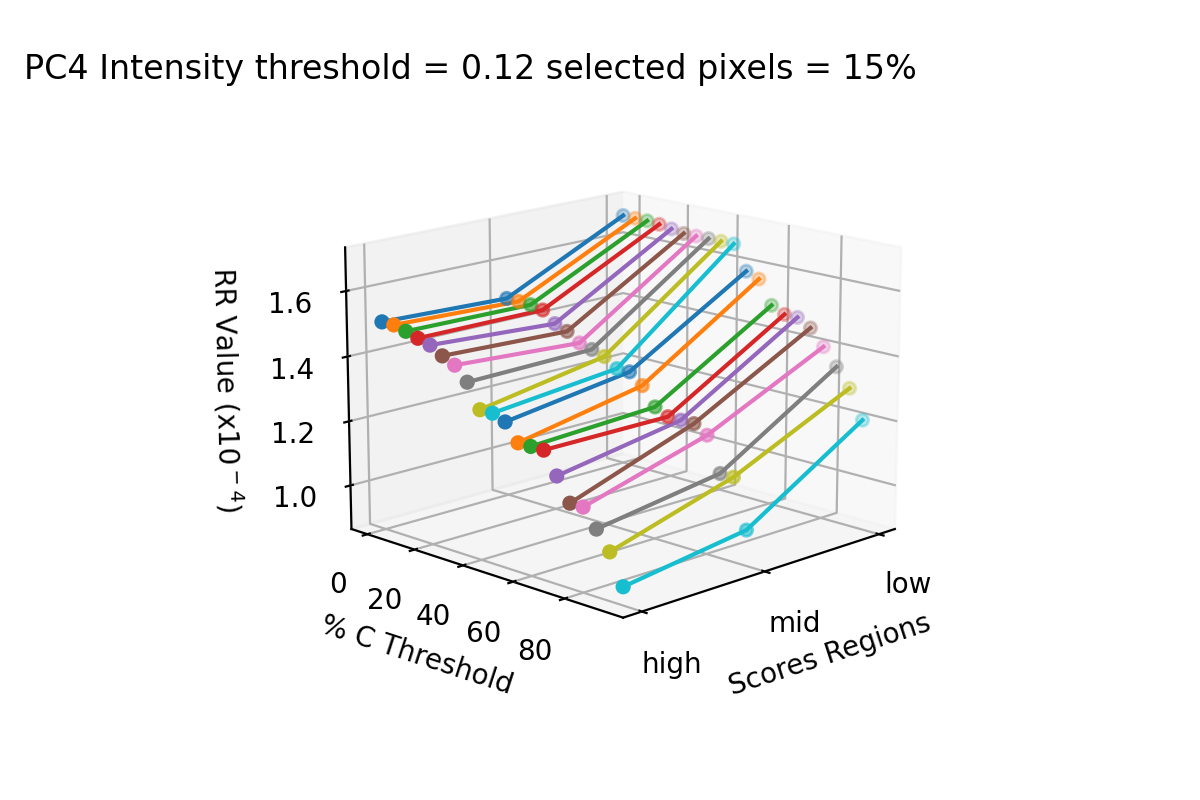 PC4 Intensity threshold = 0.12 selected pixels = 15%
RR Value (x10⁻⁴)
1.6
1.4
1.2
1.0
0
20
40
60
80
% C Threshold
high
mid
low
Scores Regions